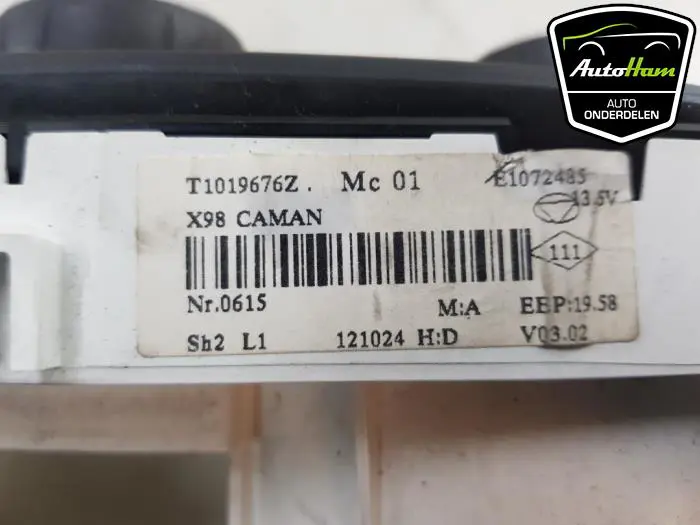 AutoHam
AUTO
ONDERDELEN
T1019676Z. Mc 01 E1072485
13.5V
X98 CAMAN
111
Nr.0615 M:A EEP:19.58
Sh2 L1 121024 H:D V03.02